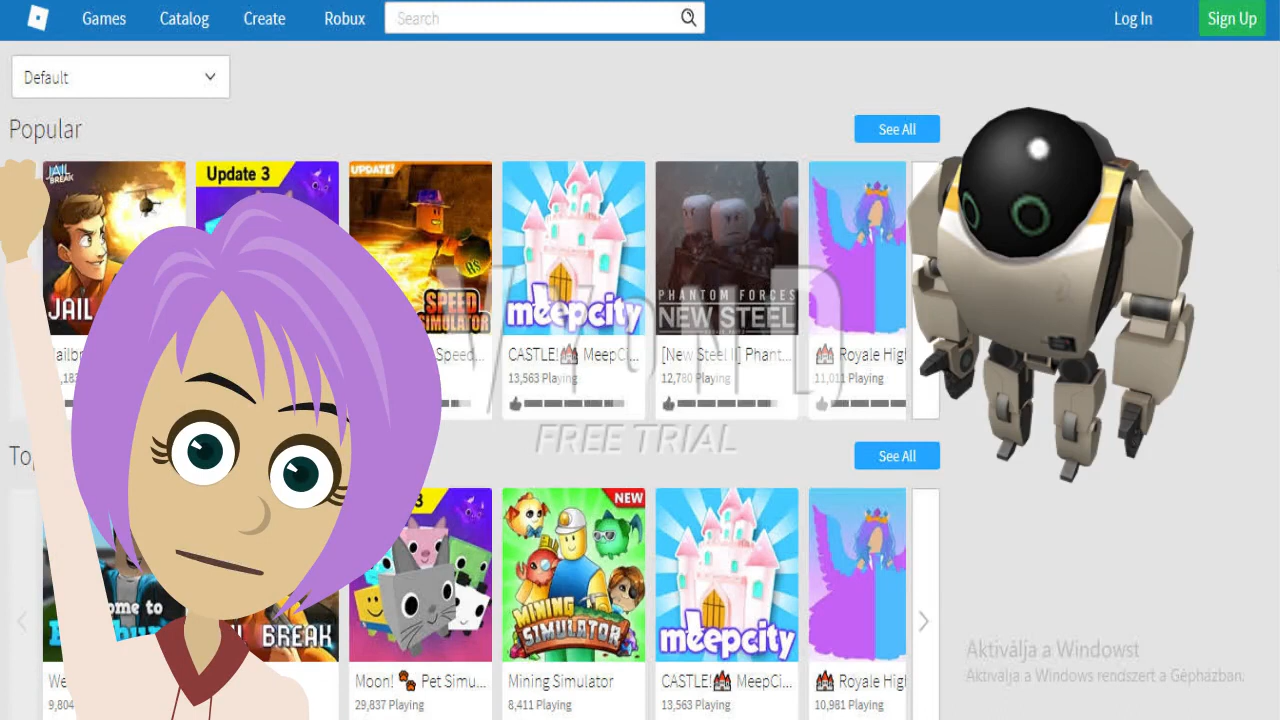 Games
Catalog
Create
Robux
Search
Log In
Sign Up
Default
Popular
See All
JAIL BREAK
Update 3
UPDATE!
JAIL
SPEED SIMULATOR
meepcity
PHANTOM FORCES
NEW STEEL
Speed...
CASTLE! MeepCi...
[New Steel II] Phant...
Royale High
13,563 Playing
12,780 Playing
11,011 Playing
VYOND
FREE TRIAL
See All
NEW
MINING SIMULATOR
meepcity
BREAK
Moon! Pet Simu...
Mining Simulator
CASTLE! MeepCi...
Royale High
9,804
29,837 Playing
8,411 Playing
13,563 Playing
10,981 Playing
Aktiválja a Windowst
Aktiválja a Windows rendszert a Gépházban.